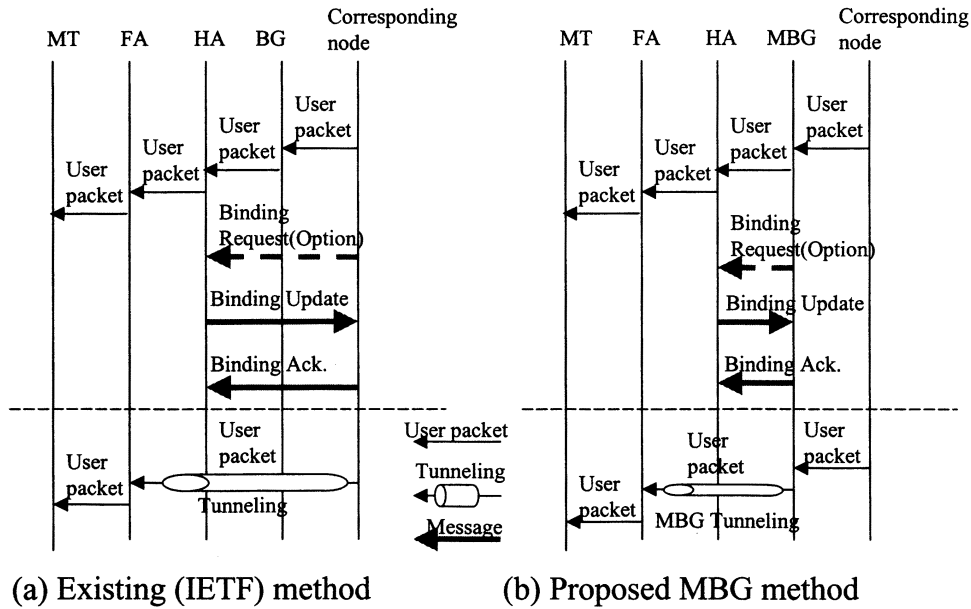 Corresponding
node
MT FA HA BG
User
packet
User
packet
User
packet
User
packet
Binding
Request(Option)
Binding Update
Binding Ack.
User
packet
User
packet
Tunneling
(a) Existing (IETF) method
User packet
Tunneling
Message
Corresponding
node
MT FA HA MBG
User
packet
User
packet
User
packet
User
packet
Binding
Request(Option)
Binding Update
Binding Ack.
User
packet
User
packet
User
packet
MBG Tunneling
(b) Proposed MBG method